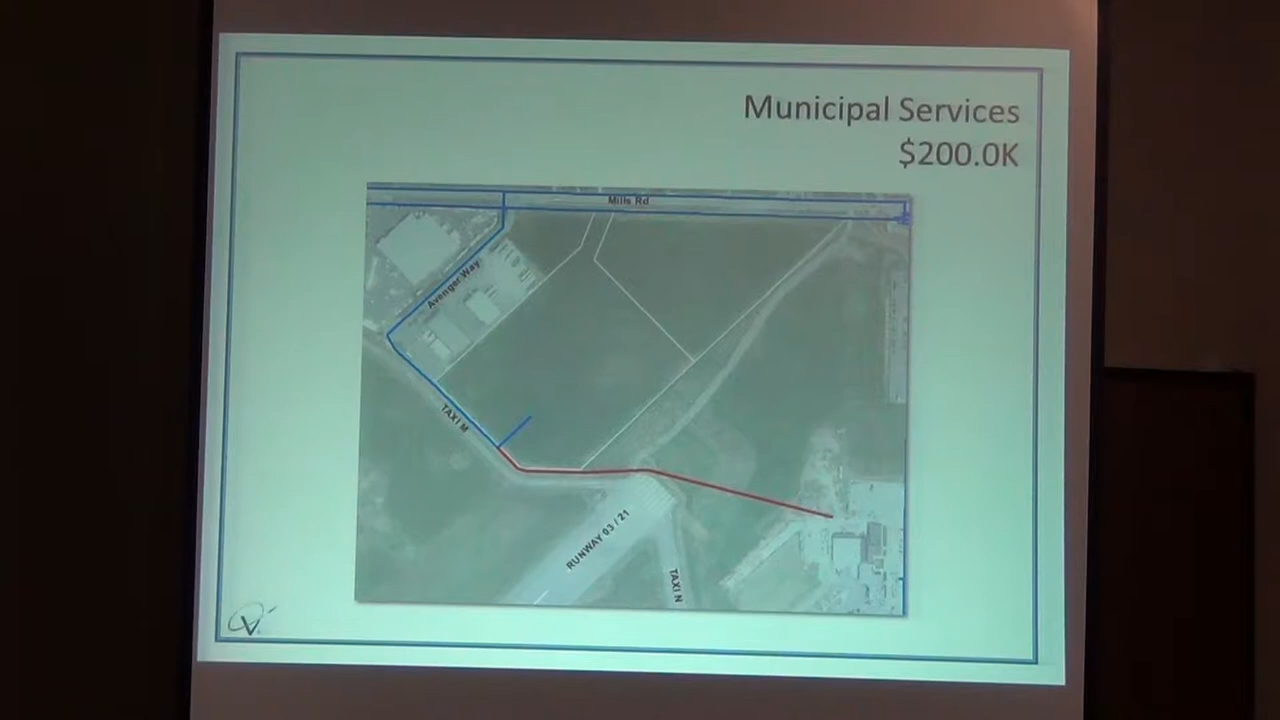 Municipal Services
$200.0K
Mills Rd
Avenger Way
TAXI M
RUNWAY 03 / 21
TAXI N